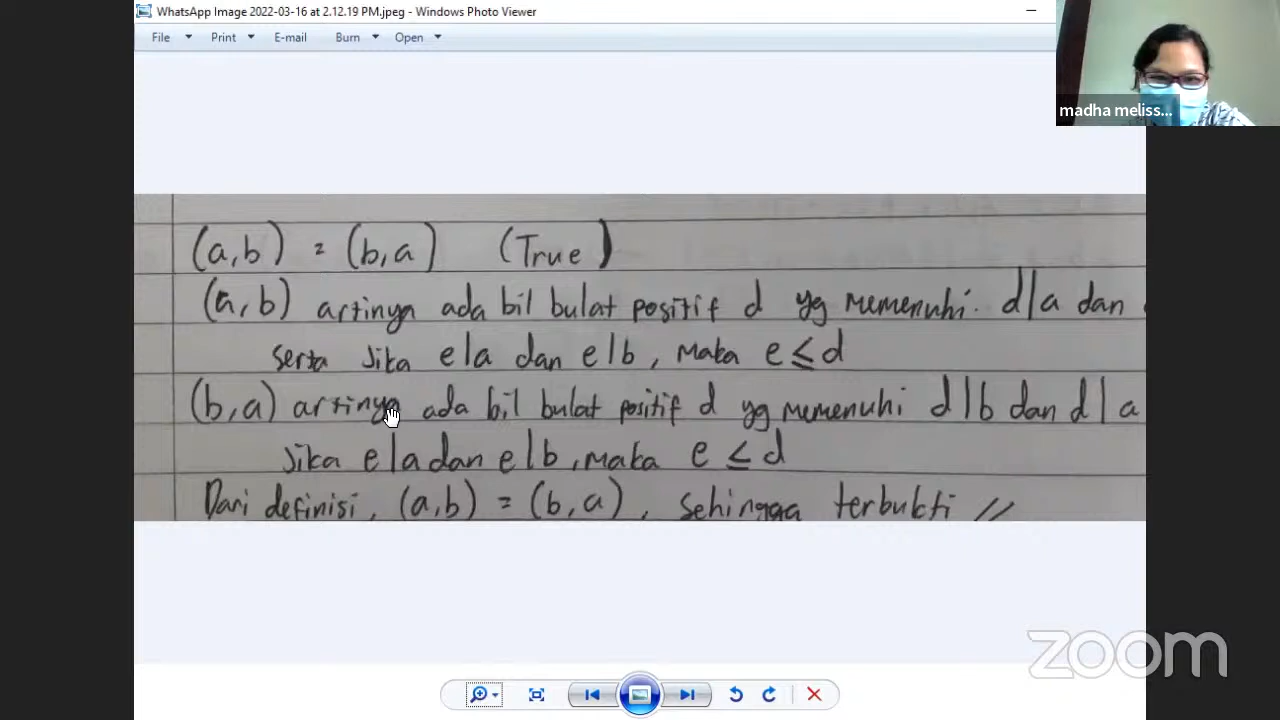 WhatsApp Image 2022-03-16 at 2.12.19 PM.jpeg - Windows Photo Viewer
File Print E-mail Burn Open
madha meliss...
(a,b) = (b,a) (True)
(a,b) artinya ada bil bulat positif d yg memenuhi. d|a dan
serta Jika e|a dan e|b, maka e ≤ d
(b,a) artinya ada bil bulat positif d yg memenuhi d|b dan d|a
Jika e|a dan e|b, maka e ≤ d
Dari definisi, (a,b) = (b,a), sehingga terbukti //
zoom